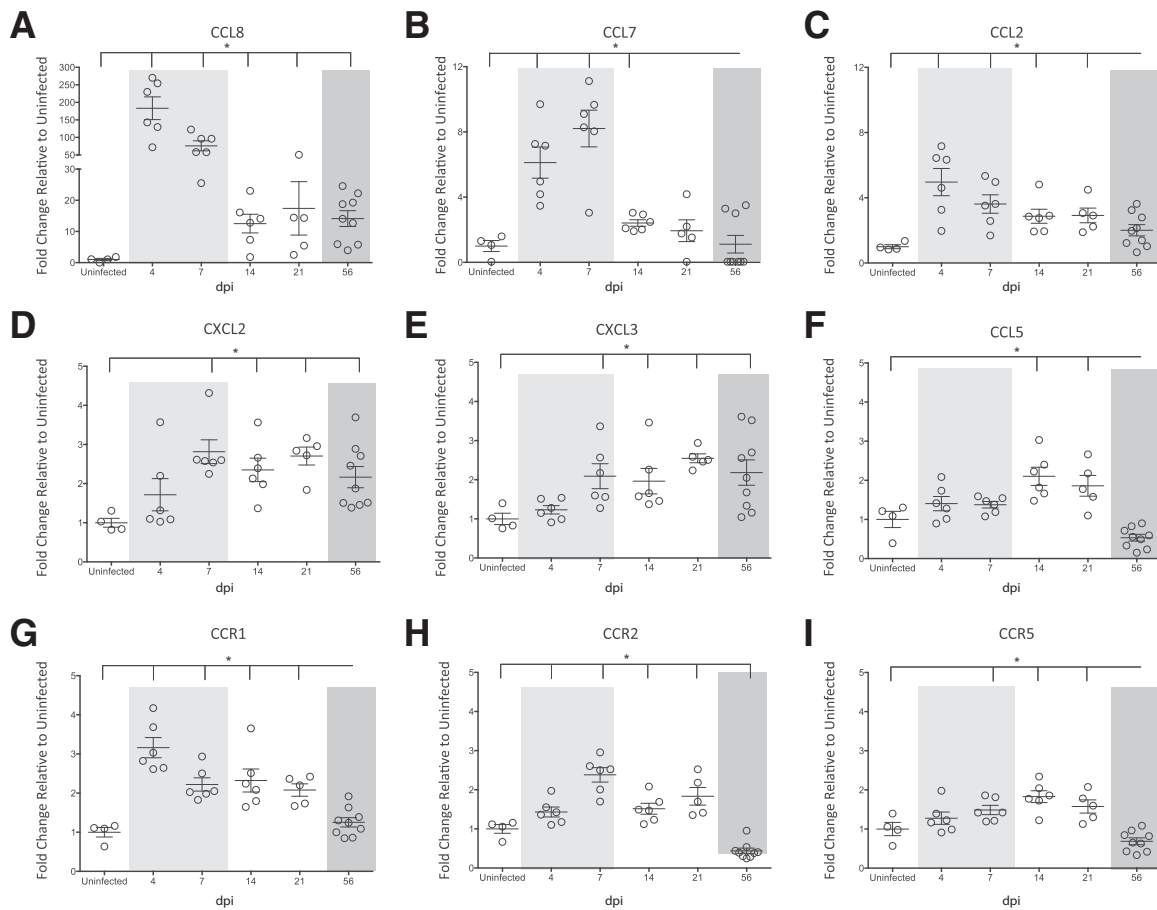 A
CCL8
*
Fold Change Relative to Uninfected
300
250
200
150
100
50
30
20
10
0
Uninfected 4 7 14 21 56
dpi
B
CCL7
*
Fold Change Relative to Uninfected
12
8
4
0
Uninfected 4 7 14 21 56
dpi
C
CCL2
*
Fold Change Relative to Uninfected
12
8
4
0
Uninfected 4 7 14 21 56
dpi
D
CXCL2
*
Fold Change Relative to Uninfected
5
4
3
2
1
0
Uninfected 4 7 14 21 56
dpi
E
CXCL3
*
Fold Change Relative to Uninfected
5
4
3
2
1
0
Uninfected 4 7 14 21 56
dpi
F
CCL5
*
Fold Change Relative to Uninfected
5
4
3
2
1
0
Uninfected 4 7 14 21 56
dpi
G
CCR1
*
Fold Change Relative to Uninfected
5
4
3
2
1
0
Uninfected 4 7 14 21 56
dpi
H
CCR2
*
Fold Change Relative to Uninfected
5
4
3
2
1
0
Uninfected 4 7 14 21 56
dpi
I
CCR5
*
Fold Change Relative to Uninfected
5
4
3
2
1
0
Uninfected 4 7 14 21 56
dpi